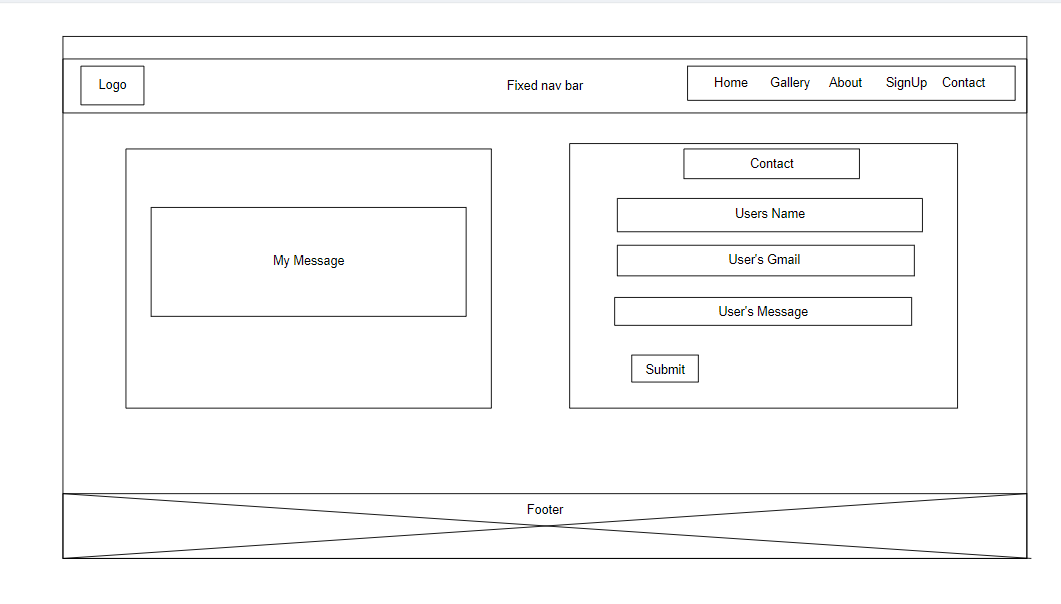 Logo
Fixed nav bar
Home Gallery About SignUp Contact
My Message
Contact
Users Name
User's Gmail
User's Message
Submit
Footer